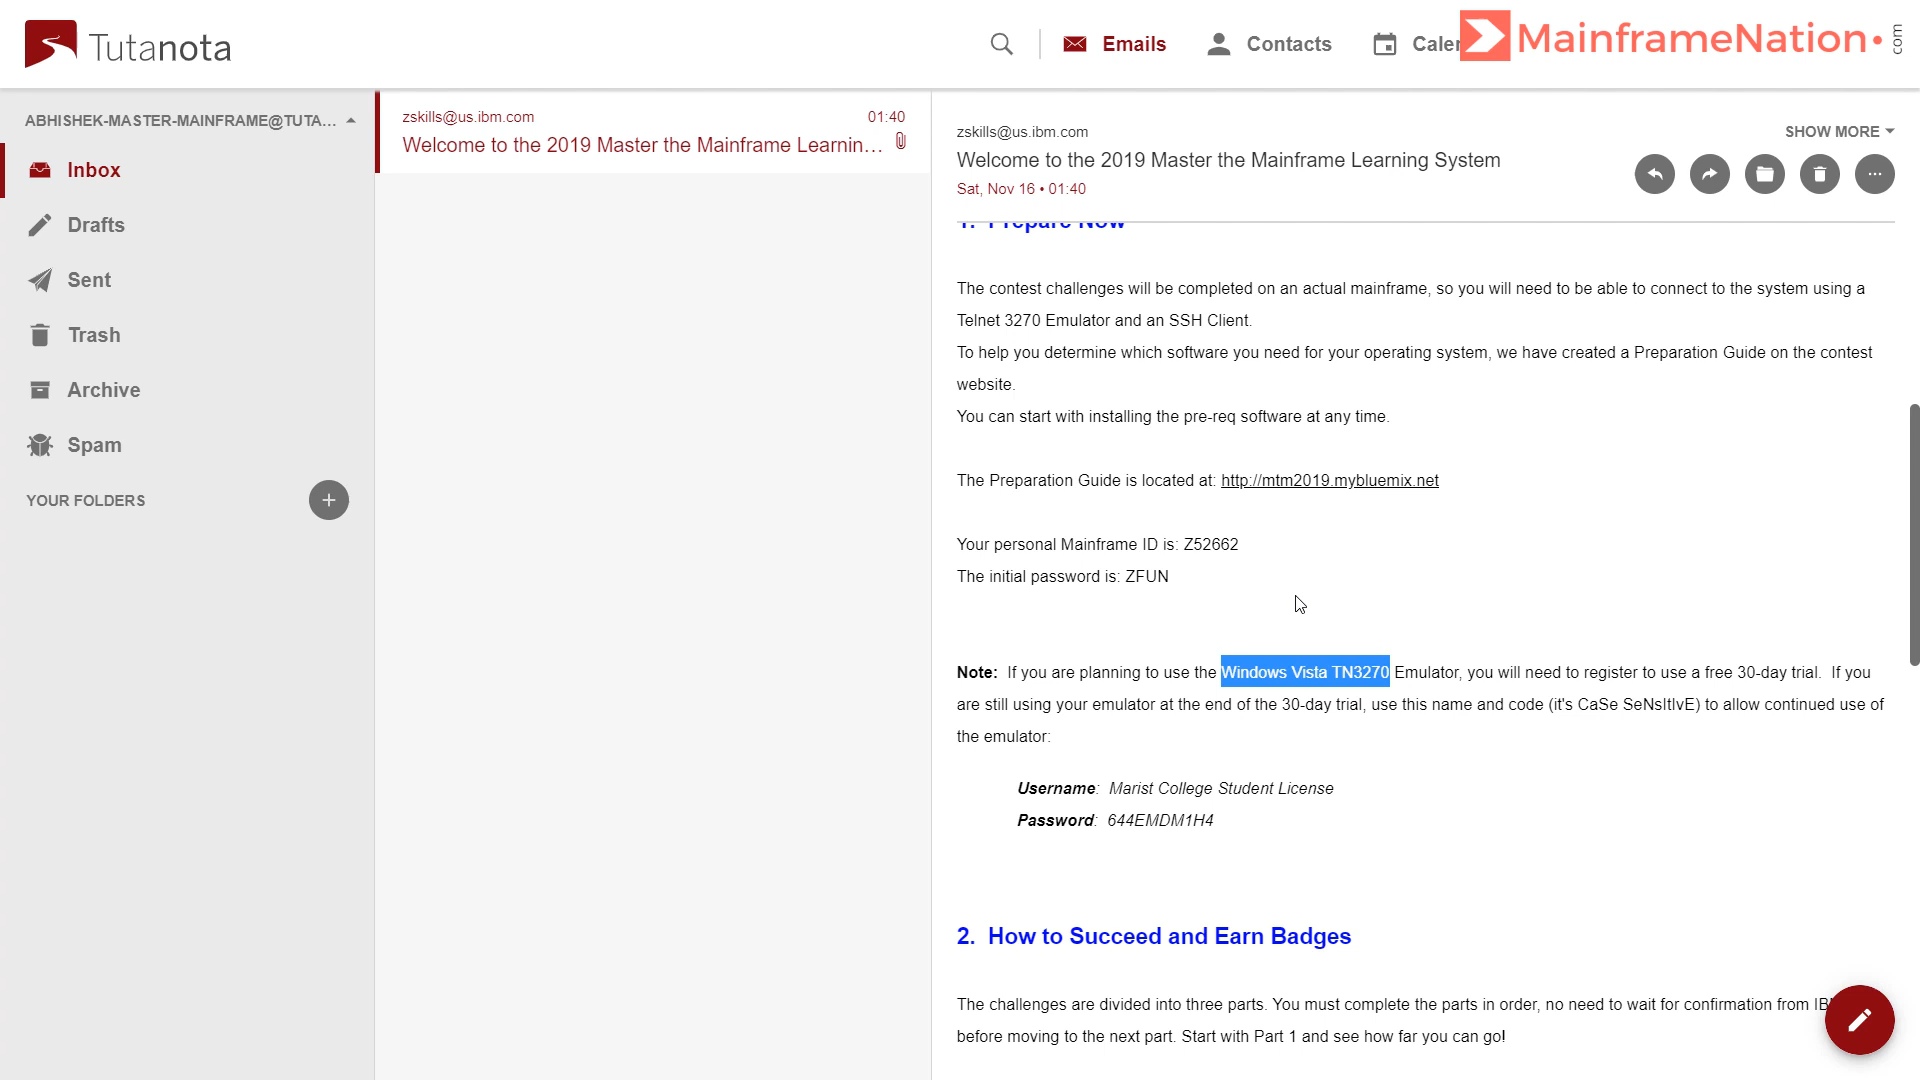 Tutanota
Emails
Contacts
Caler
MainframeNation.com
ABHISHEK-MASTER-MAINFRAME@TUTA...
Inbox
Drafts
Sent
Trash
Archive
Spam
YOUR FOLDERS
zskills@us.ibm.com
01:40
Welcome to the 2019 Master the Mainframe Learnin...
zskills@us.ibm.com
SHOW MORE
Welcome to the 2019 Master the Mainframe Learning System
Sat, Nov 16 • 01:40
1. Prepare Now
The contest challenges will be completed on an actual mainframe, so you will need to be able to connect to the system using a
Telnet 3270 Emulator and an SSH Client.
To help you determine which software you need for your operating system, we have created a Preparation Guide on the contest
website.
You can start with installing the pre-req software at any time.
The Preparation Guide is located at: http://mtm2019.mybluemix.net
Your personal Mainframe ID is: Z52662
The initial password is: ZFUN
Note: If you are planning to use the Windows Vista TN3270 Emulator, you will need to register to use a free 30-day trial. If you
are still using your emulator at the end of the 30-day trial, use this name and code (it's CaSe SeNsItIvE) to allow continued use of
the emulator:
Username: Marist College Student License
Password: 644EMDM1H4
2. How to Succeed and Earn Badges
The challenges are divided into three parts. You must complete the parts in order, no need to wait for confirmation from IBM
before moving to the next part. Start with Part 1 and see how far you can go!